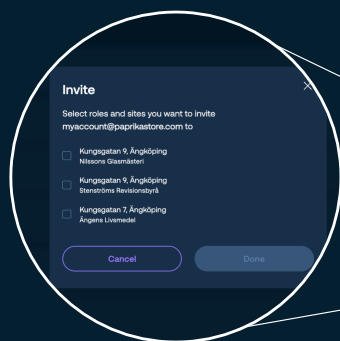 Invite
Select roles and sites you want to invite
myaccount@paprikastore.com to
Kungsgatan 9, Ängköping
Nilssons Glasmästeri
Kungsgatan 9, Ängköping
Stenströms Revisionsbyrå
Kungsgatan 7, Ängköping
Ängens Livsmedel
Cancel
Done